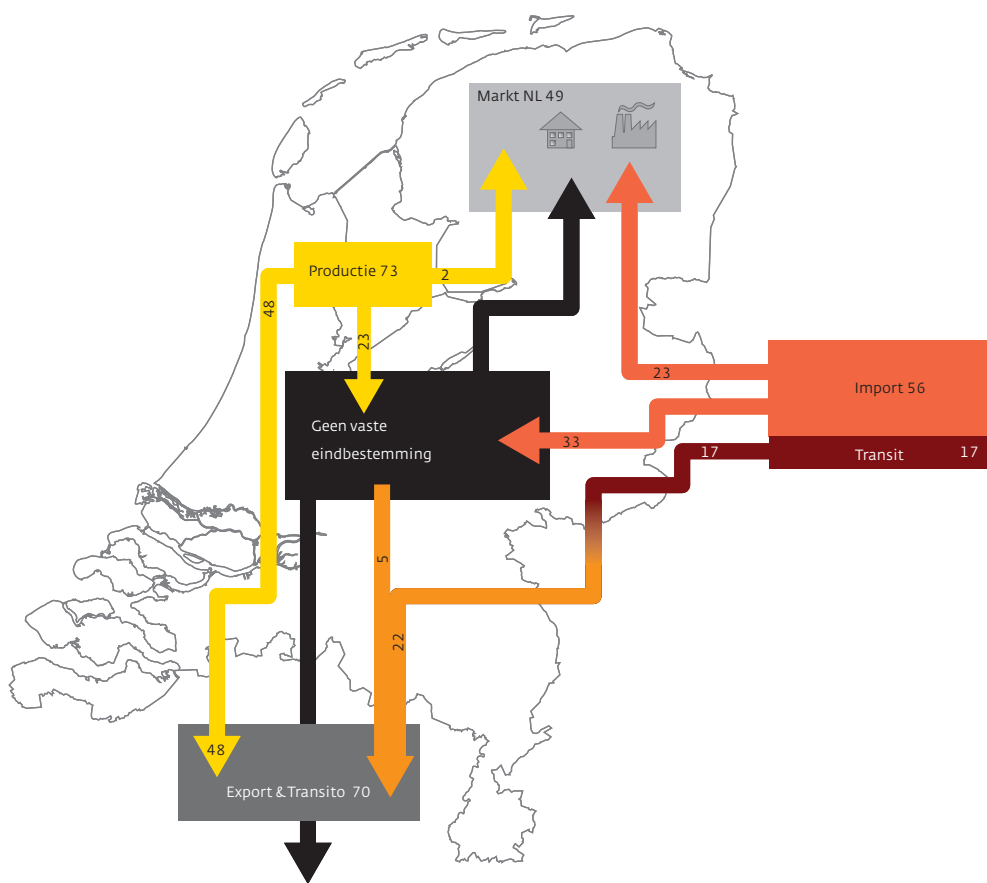 Markt NL 49
Productie 73
2
48
23
23
Import 56
Geen vaste
eindbestemming
33
17
Transit 17
5
22
48
Export & Transito 70